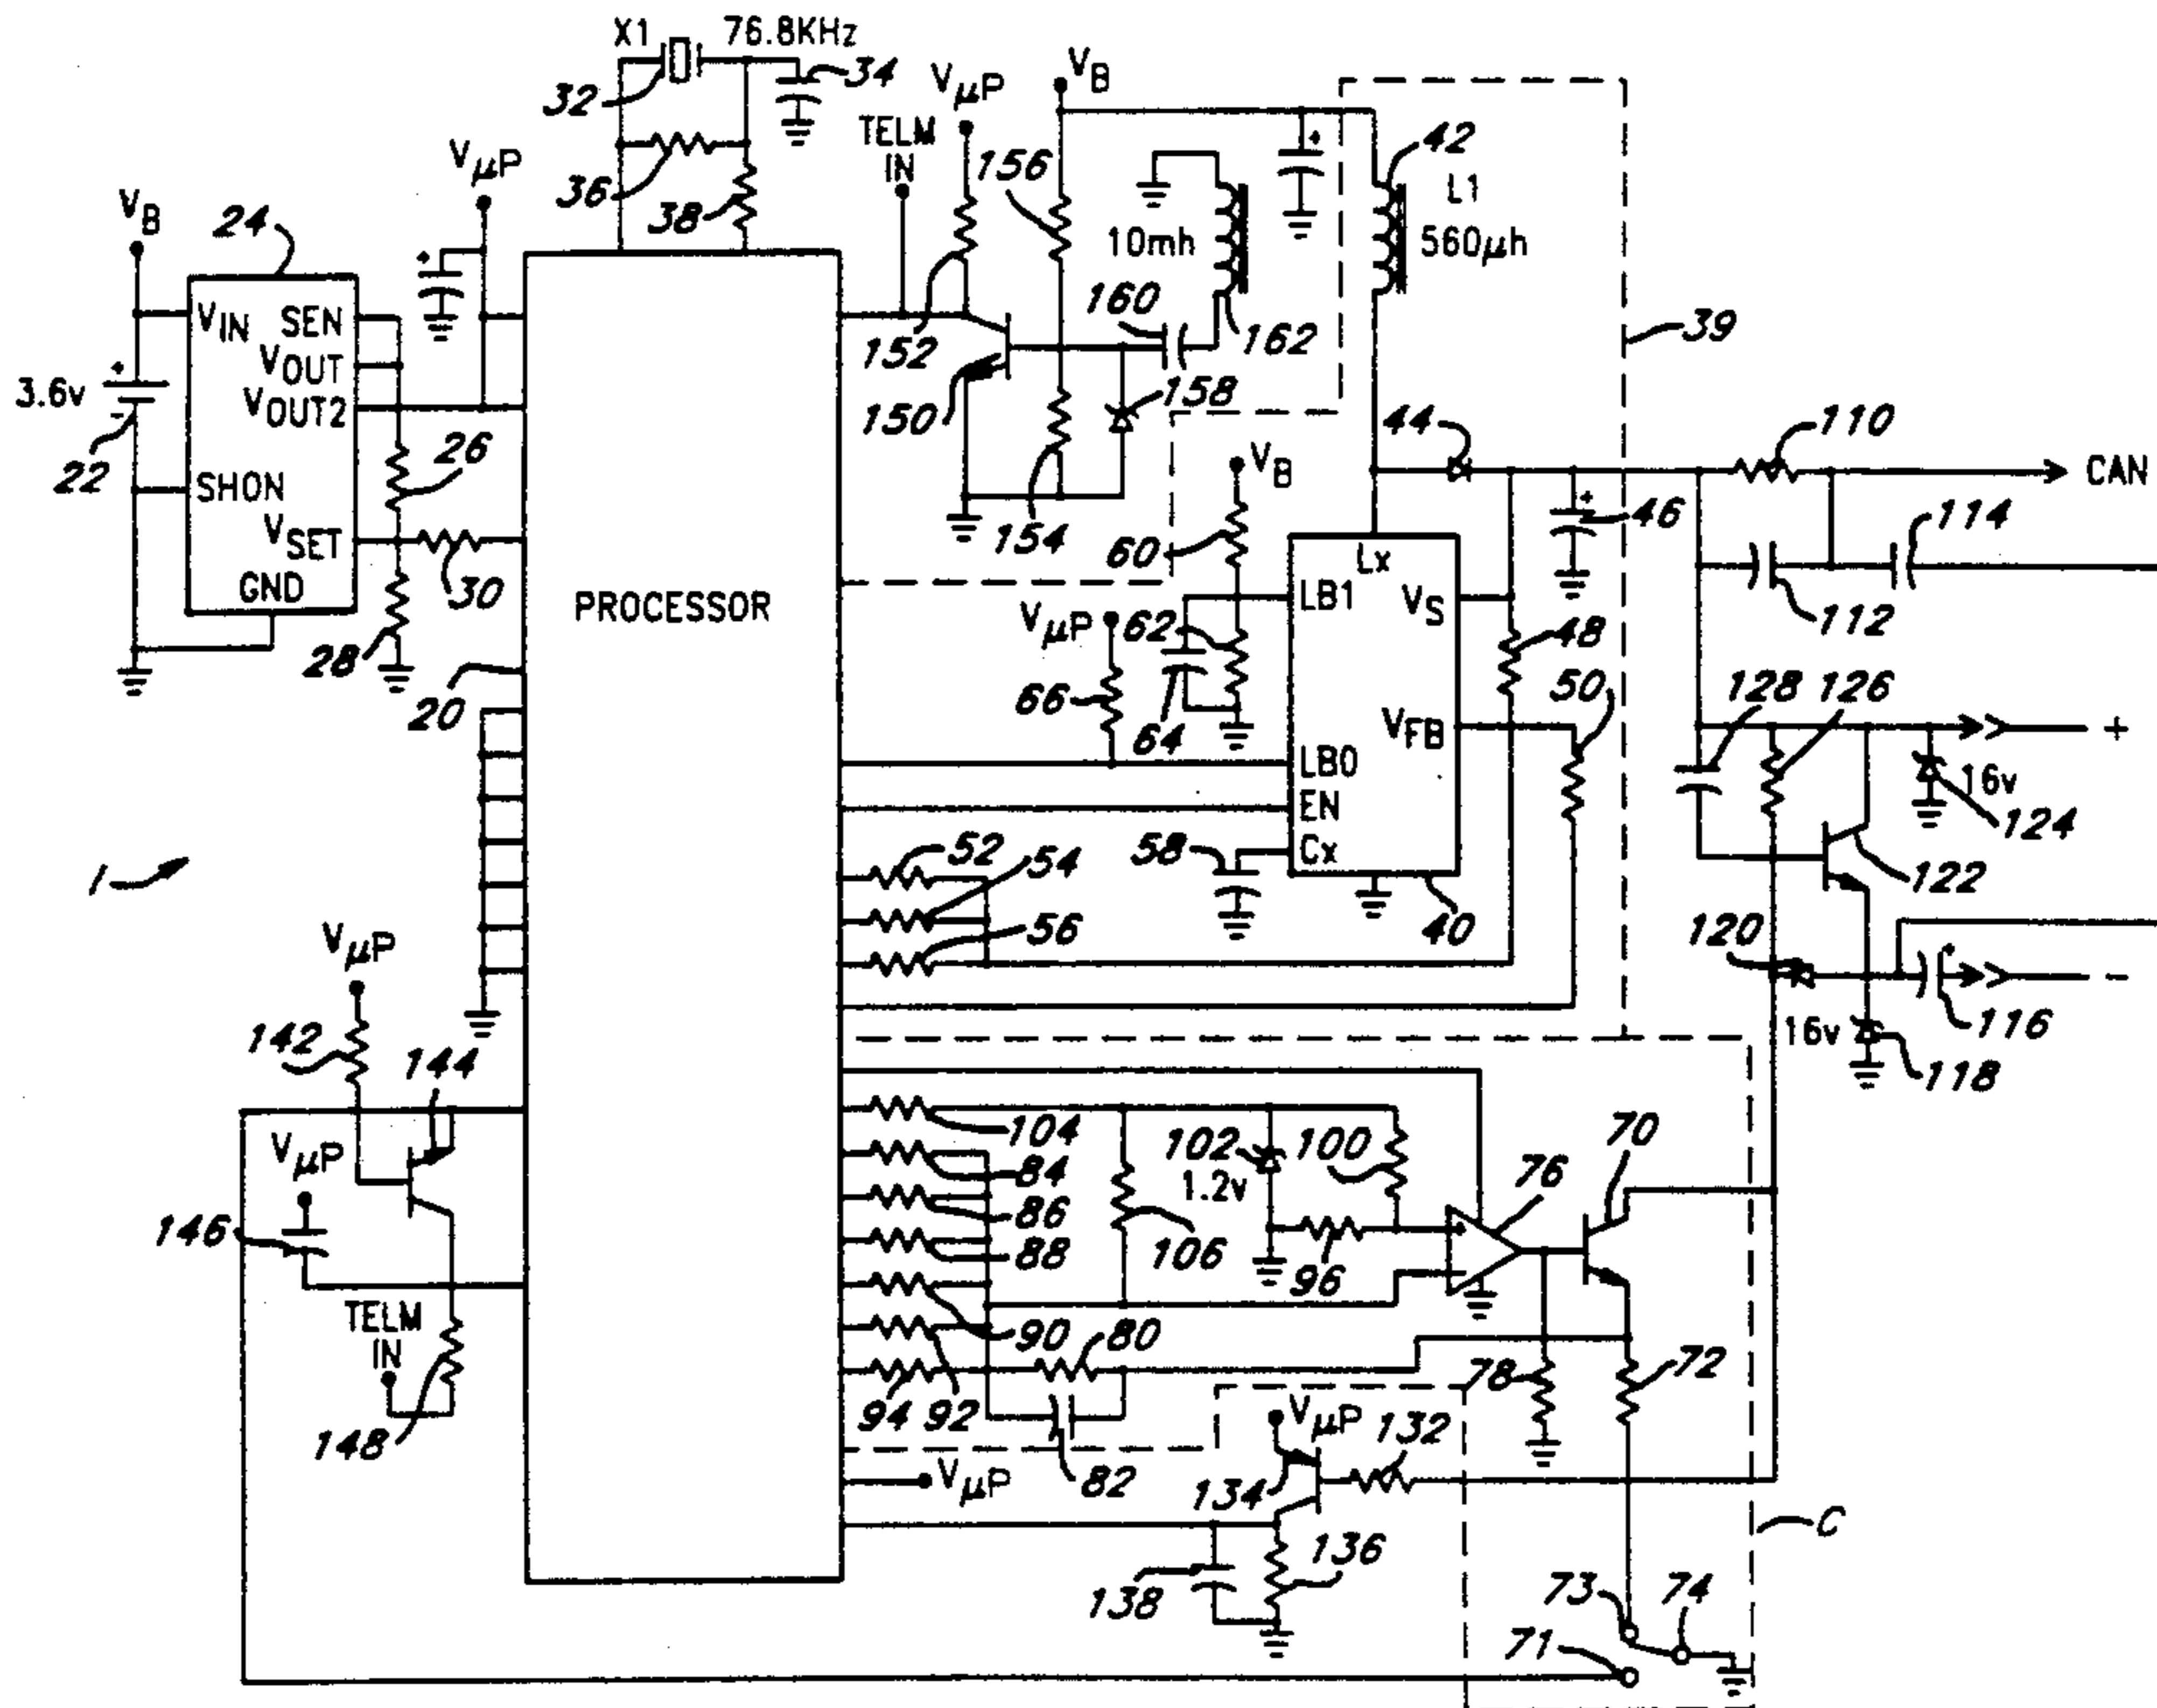 X1 76.8KHz
32
34
36
38
VμP
TELM
IN
VB
156
42
L1
560μh
10mh
160
162
39
VB
24
VμP
VIN SEN
VOUT
VOUT2
3.6v
22
SHON
26
VSET
GND
30
28
20
PROCESSOR
152
150
158
154
44
110
CAN
VB
60
46
114
112
LX
LB1 VS
VμP
62
48
50
66
64
VFB
LBO
EN
CX
58
40
128 126
+
16v
124
122
120
-
116
16v
118
1
52
54
56
VμP
142
144
VμP
146
TELM
IN
148
104
84
86
88
90
92
94
80
82
102
1.2v
100
106
96
76
70
78
72
VμP
VμP
132
134
136
138
C
73
74
71